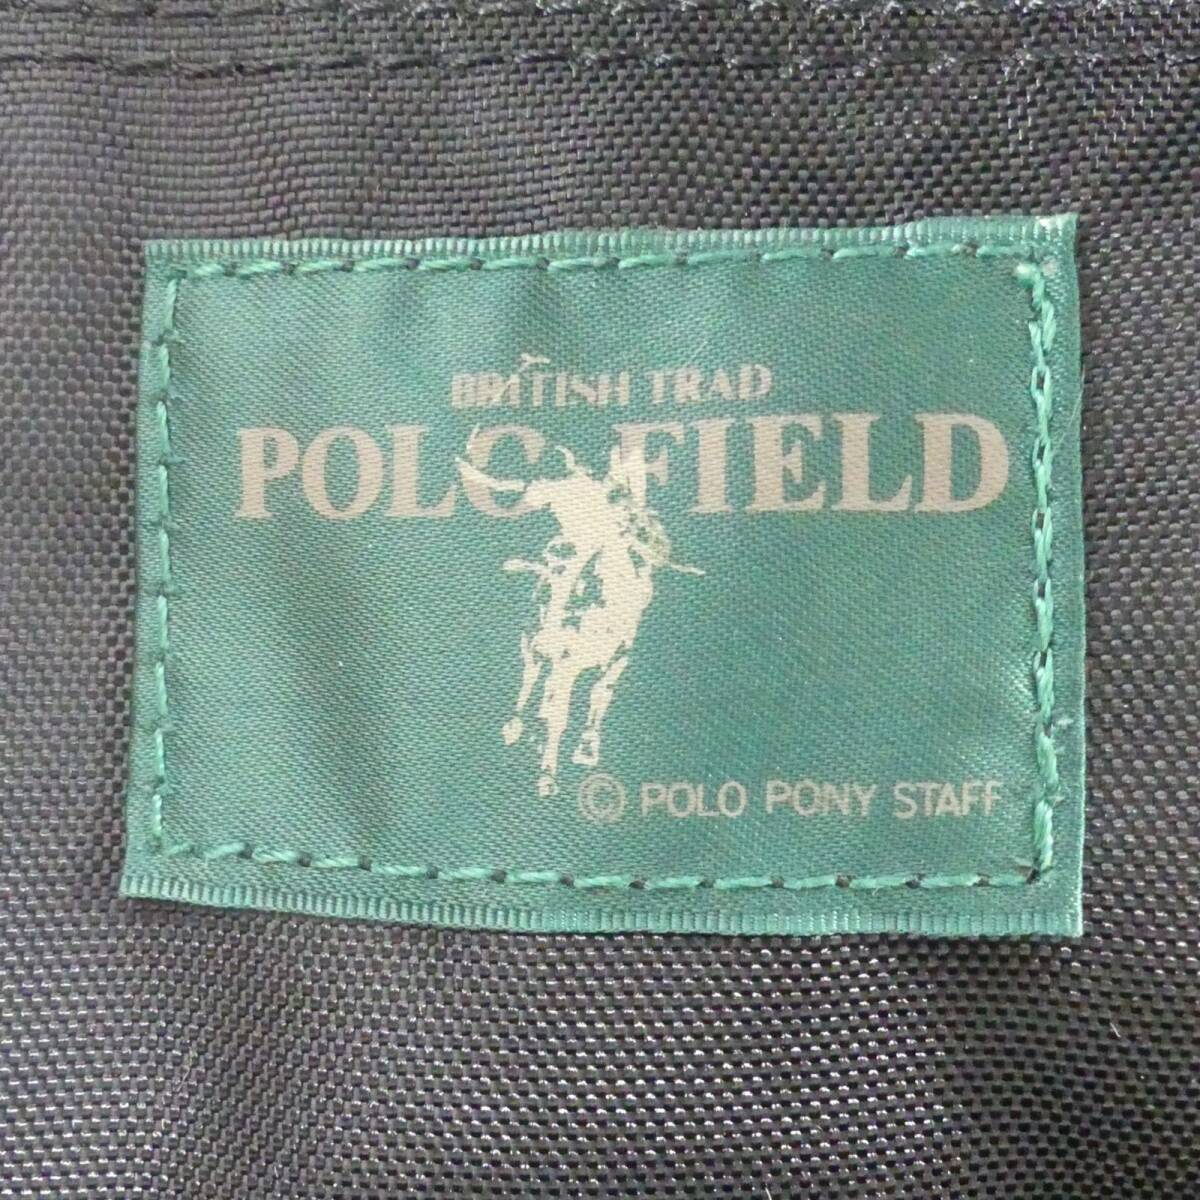 BRITISH TRAD
POLO FIELD
© POLO PONY STAFF